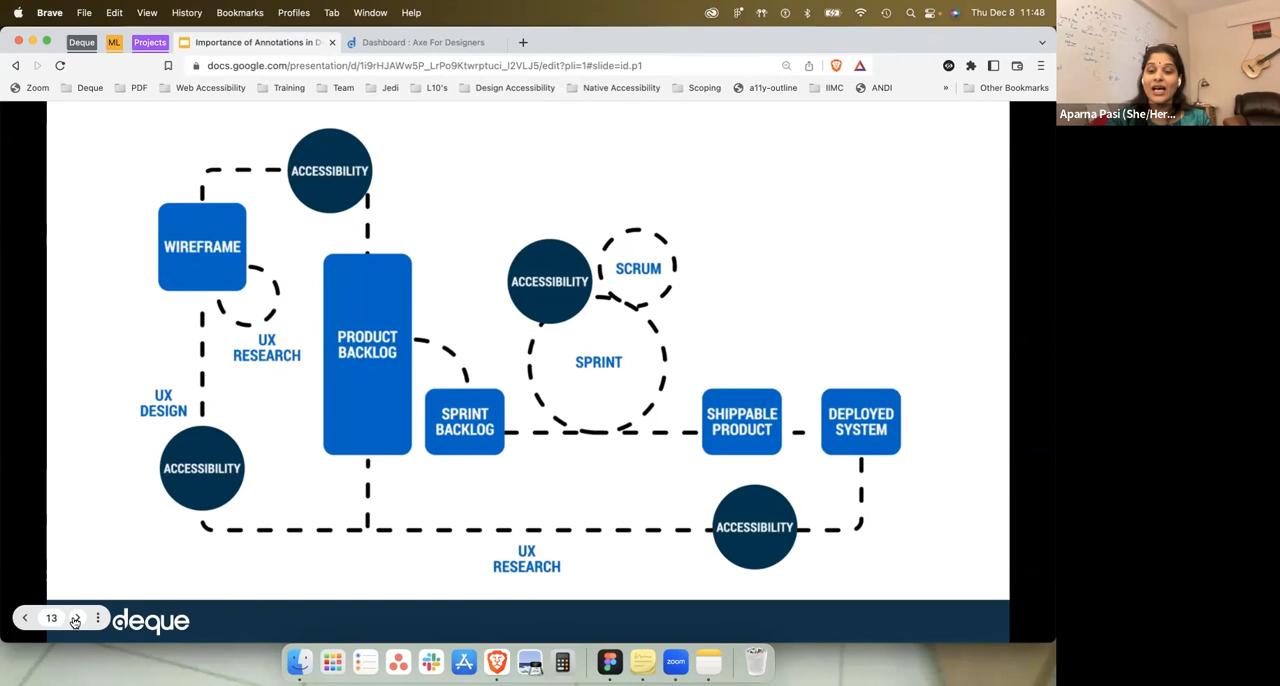 Brave File Edit View History Bookmarks Profiles Tab Window Help Thu Dec 8 11:48
Deque ML Projects Importance of Annotations in D Dashboard : Axe For Designers
docs.google.com/presentation/d/1i9rHJAWw5P_LrPo9Ktwrptuci_l2VLJ5/edit?pli=1#slide=id.p1
Zoom Deque PDF Web Accessibility Training Team Jedi L10's Design Accessibility Native Accessibility Scoping a11y-outline IIMC ANDI » Other Bookmarks
Aparna Pasi (She/Her...
ACCESSIBILITY
WIREFRAME
UX
RESEARCH
UX
DESIGN
ACCESSIBILITY
PRODUCT
BACKLOG
SPRINT
BACKLOG
ACCESSIBILITY
SCRUM
SPRINT
SHIPPABLE
PRODUCT
DEPLOYED
SYSTEM
ACCESSIBILITY
UX
RESEARCH
13
deque
zoom